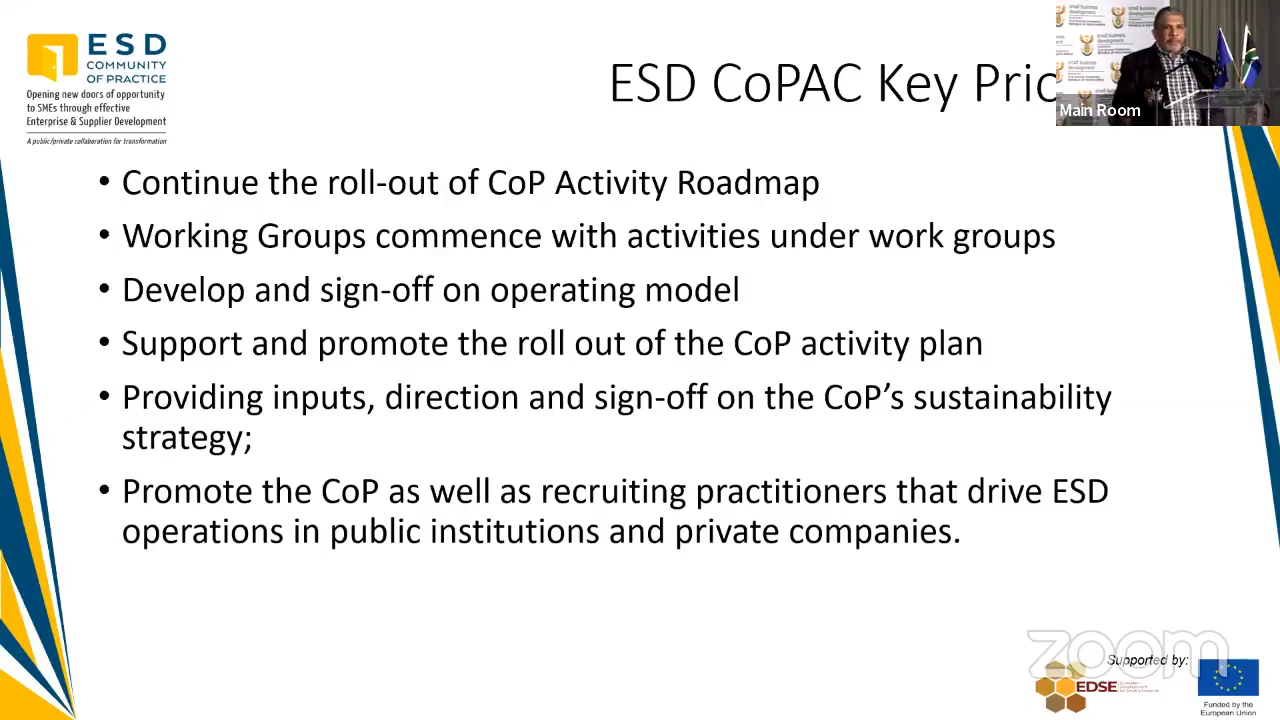 ESD
COMMUNITY
OF PRACTICE
Opening new doors of opportunity
to SMEs through effective
Enterprise & Supplier Development
A public/private collaboration for transformation
ESD CoPAC Key Prio
small business
development
Main Room
• Continue the roll-out of CoP Activity Roadmap
• Working Groups commence with activities under work groups
• Develop and sign-off on operating model
• Support and promote the roll out of the CoP activity plan
• Providing inputs, direction and sign-off on the CoP’s sustainability
strategy;
• Promote the CoP as well as recruiting practitioners that drive ESD
operations in public institutions and private companies.
zoom
Supported by:
EDSE
Funded by the
European Union